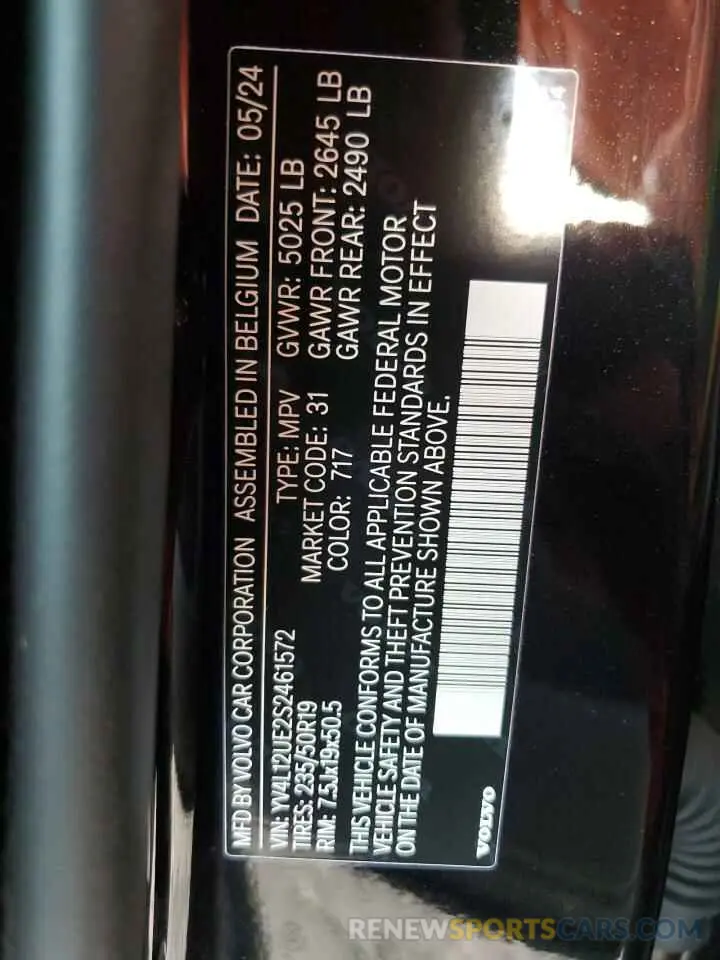 MFD BY VOLVO CAR CORPORATION ASSEMBLED IN BELGIUM DATE: 05/24
VIN: YV4L12UE2S2461572 TYPE: MPV GVWR: 5025 LB
TIRES: 235/50R19 MARKET CODE: 31 GAWR FRONT: 2645 LB
RIM: 7.5Jx19x50.5 COLOR: 717 GAWR REAR: 2490 LB
THIS VEHICLE CONFORMS TO ALL APPLICABLE FEDERAL MOTOR
VEHICLE SAFETY AND THEFT PREVENTION STANDARDS IN EFFECT
ON THE DATE OF MANUFACTURE SHOWN ABOVE.
VOLVO
RENEWSPORTSCARS.COM